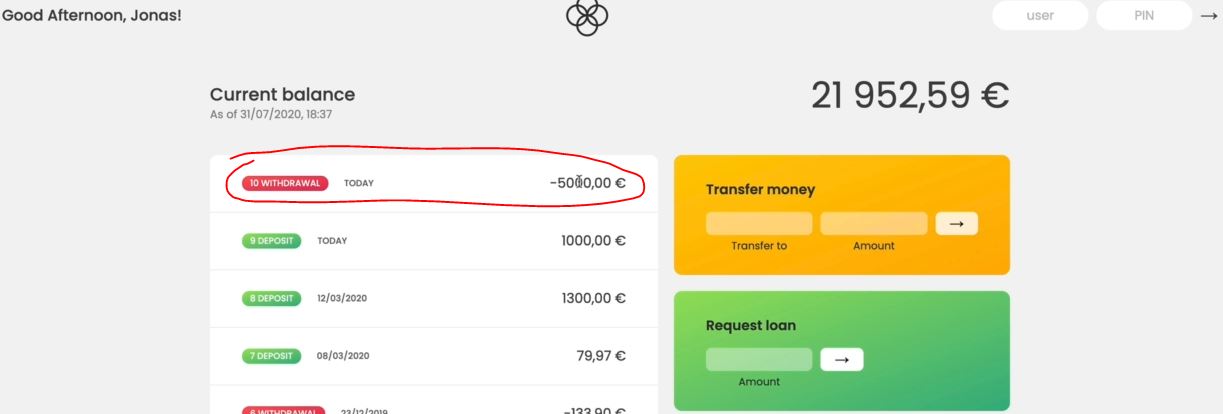 Good Afternoon, Jonas!
user
PIN
→
Current balance
As of 31/07/2020, 18:37
21 952,59 €
10 WITHDRAWAL TODAY -5000,00 €
9 DEPOSIT TODAY 1000,00 €
8 DEPOSIT 12/03/2020 1300,00 €
7 DEPOSIT 08/03/2020 79,97 €
6 WITHDRAWAL 23/12/2019 -133,90 €
Transfer money
→
Transfer to Amount
Request loan
→
Amount